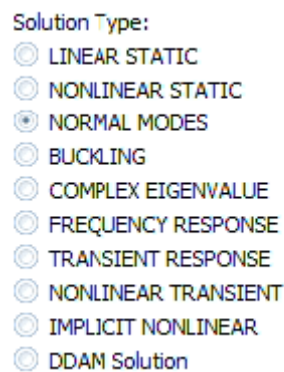 Solution Type:
LINEAR STATIC
NONLINEAR STATIC
NORMAL MODES
BUCKLING
COMPLEX EIGENVALUE
FREQUENCY RESPONSE
TRANSIENT RESPONSE
NONLINEAR TRANSIENT
IMPLICIT NONLINEAR
DDAM Solution